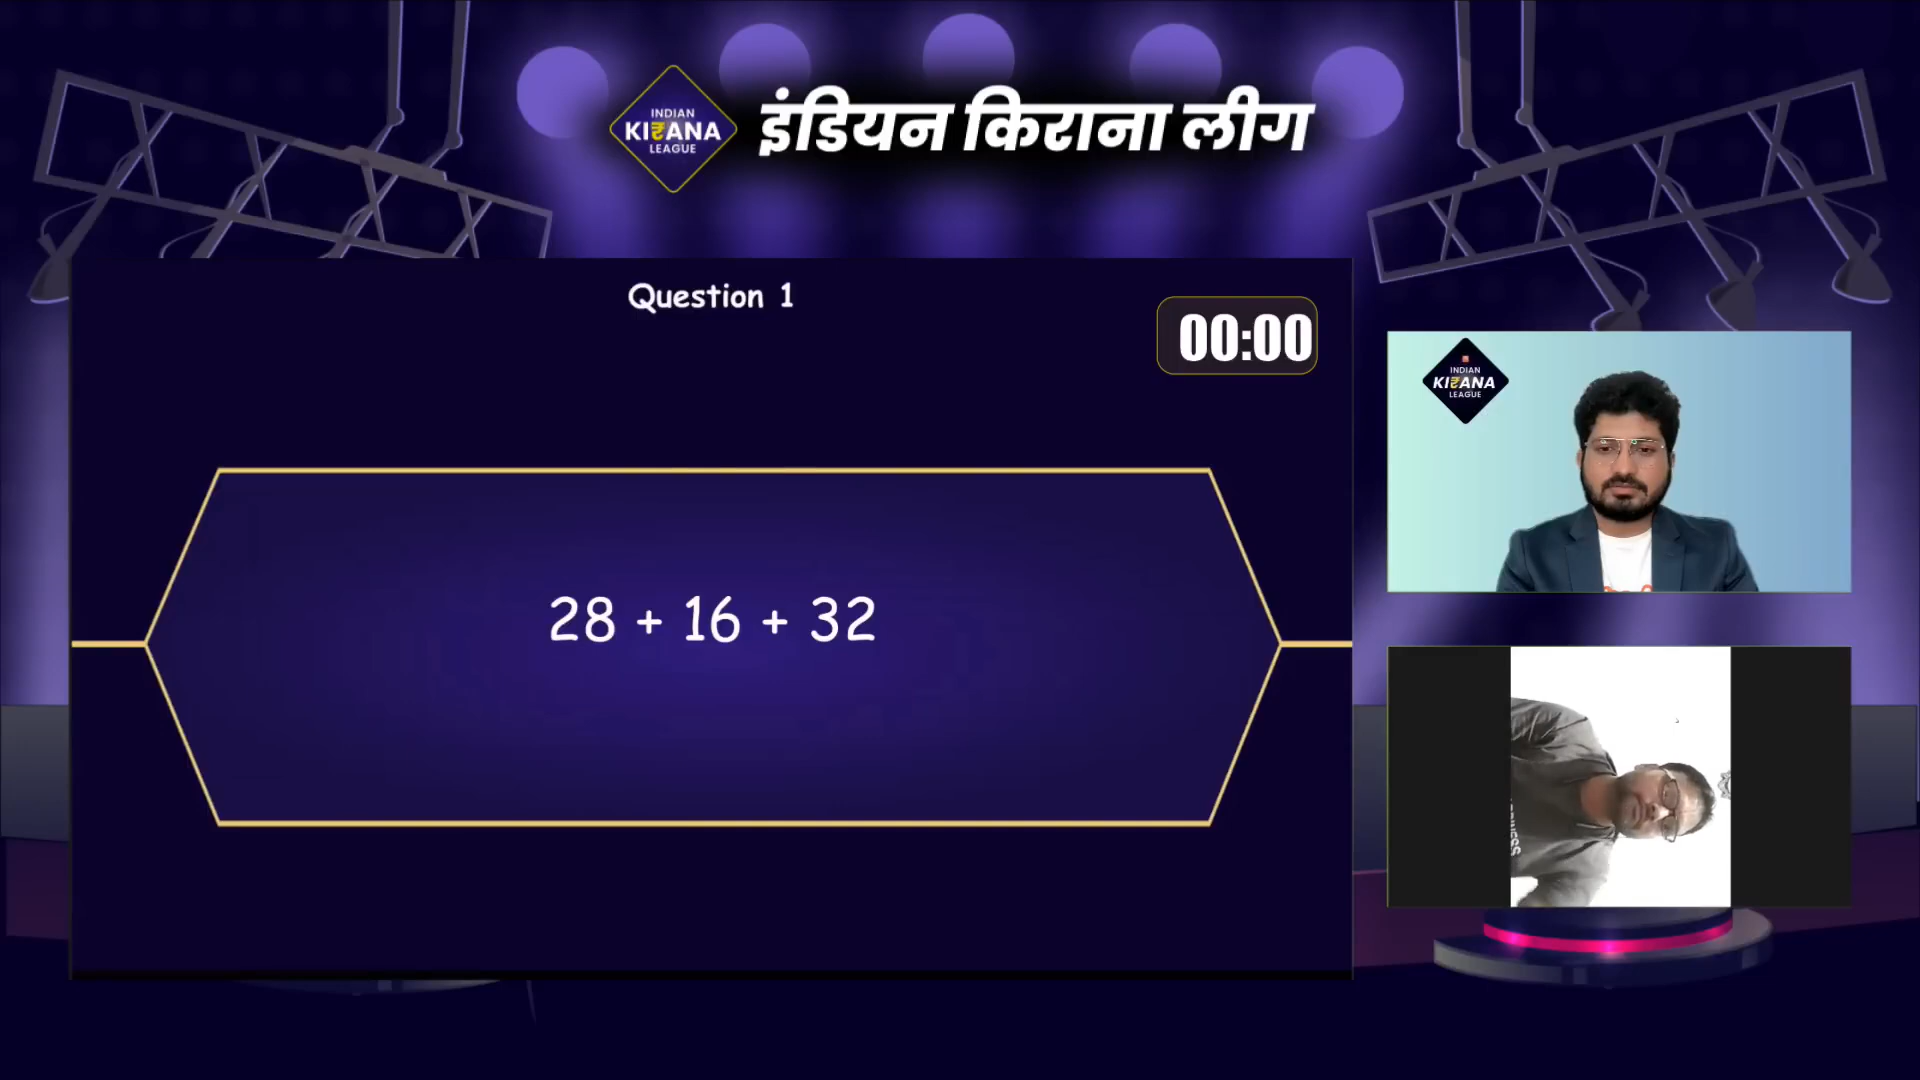 INDIAN
KIRANA
LEAGUE
इंडियन किराना लीग
Question 1
00:00
28 + 16 + 32
INDIAN
KIRANA
LEAGUE